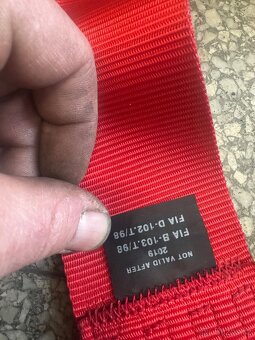 NOT VALID AFTER
2019
FIA B-103.T/98
FIA D-102.T/98